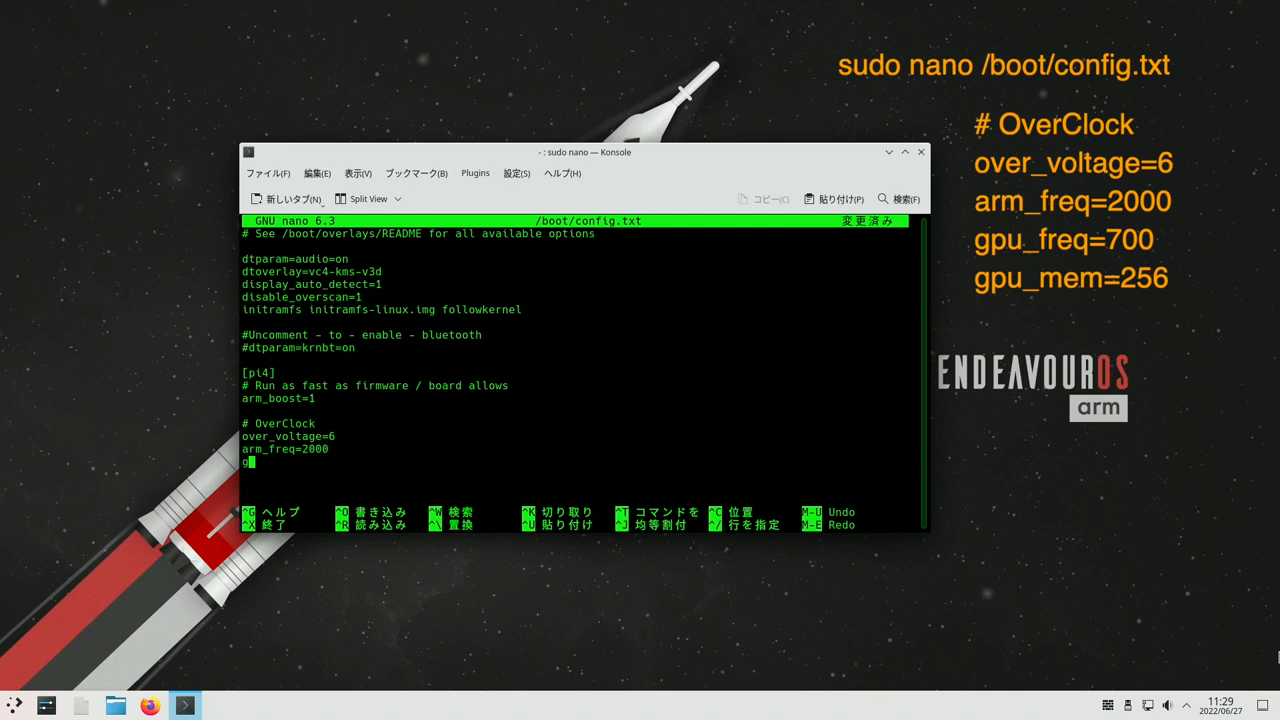 sudo nano /boot/config.txt
# OverClock
over_voltage=6
arm_freq=2000
gpu_freq=700
gpu_mem=256
- : sudo nano — Konsole
ファイル(F) 編集(E) 表示(V) ブックマーク(B) Plugins 設定(S) ヘルプ(H)
新しいタブ(N) Split View コピー(C) 貼り付け(P) 検索(F)
GNU nano 6.3 /boot/config.txt 変更済み
# See /boot/overlays/README for all available options
dtparam=audio=on
dtoverlay=vc4-kms-v3d
display_auto_detect=1
disable_overscan=1
initramfs initramfs-linux.img followkernel
#Uncomment - to - enable - bluetooth
#dtparam=krnbt=on
[pi4]
# Run as fast as firmware / board allows
arm_boost=1
# OverClock
over_voltage=6
arm_freq=2000
g
^G ヘルプ ^O 書き込み ^W 検索 ^K 切り取り ^T コマンドを ^C 位置 M-U Undo
^X 終了 ^R 読み込み ^\ 置換 ^U 貼り付け ^J 均等割付 ^/ 行を指定 M-E Redo
ENDEAVOUROS
arm
11:29
2022/06/27